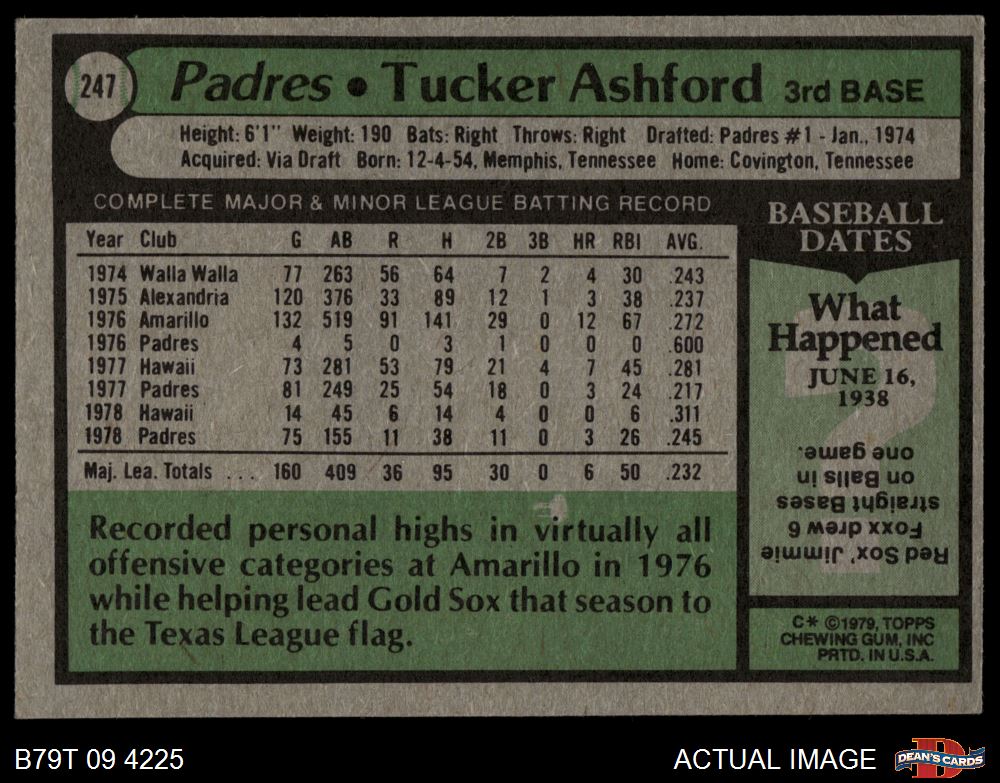 247
Padres • Tucker Ashford 3rd BASE
Height: 6'1" Weight: 190 Bats: Right Throws: Right Drafted: Padres #1 - Jan., 1974
Acquired: Via Draft Born: 12-4-54, Memphis, Tennessee Home: Covington, Tennessee
COMPLETE MAJOR & MINOR LEAGUE BATTING RECORD
Year Club G AB R H 2B 3B HR RBI AVG.
1974 Walla Walla 77 263 56 64 7 2 4 30 .243
1975 Alexandria 120 376 33 89 12 1 3 38 .237
1976 Amarillo 132 519 91 141 29 0 12 67 .272
1976 Padres 4 5 0 3 1 0 0 0 .600
1977 Hawaii 73 281 53 79 21 4 7 45 .281
1977 Padres 81 249 25 54 18 0 3 24 .217
1978 Hawaii 14 45 6 14 4 0 0 6 .311
1978 Padres 75 155 11 38 11 0 3 26 .245
Maj. Lea. Totals ... 160 409 36 95 30 0 6 50 .232
Recorded personal highs in virtually all
offensive categories at Amarillo in 1976
while helping lead Gold Sox that season to
the Texas League flag.
BASEBALL
DATES
What
Happened
JUNE 16,
1938
Red Sox' Jimmie
Foxx drew 6
straight Bases
on Balls in
one game.
C* ©1979, TOPPS
CHEWING GUM, INC
PRTD. IN U.S.A.
B79T 09 4225
ACTUAL IMAGE
D
DEAN'S CARDS